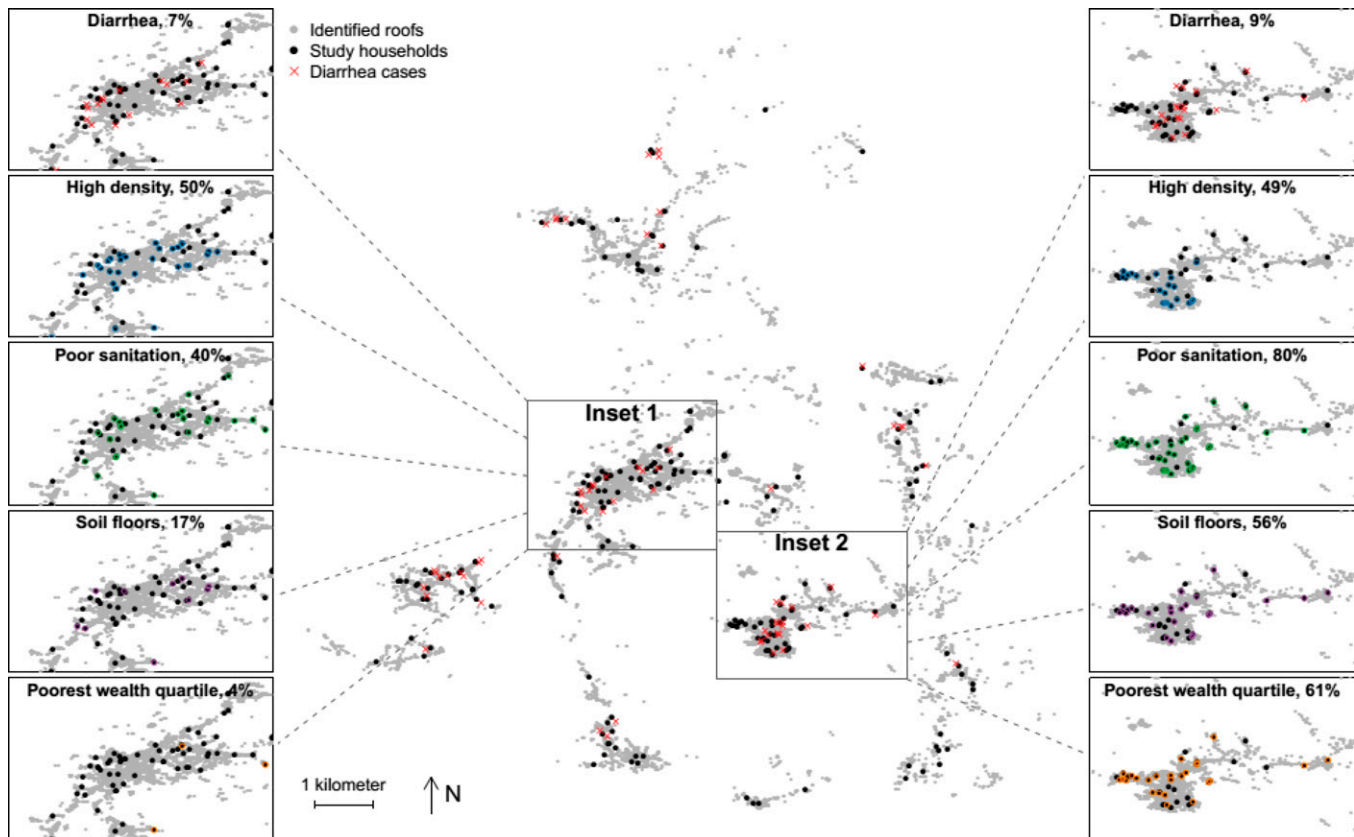 Diarrhea, 7%
High density, 50%
Poor sanitation, 40%
Soil floors, 17%
Poorest wealth quartile, 4%
Identified roofs
Study households
Diarrhea cases
Inset 1
Inset 2
1 kilometer
N
Diarrhea, 9%
High density, 49%
Poor sanitation, 80%
Soil floors, 56%
Poorest wealth quartile, 61%